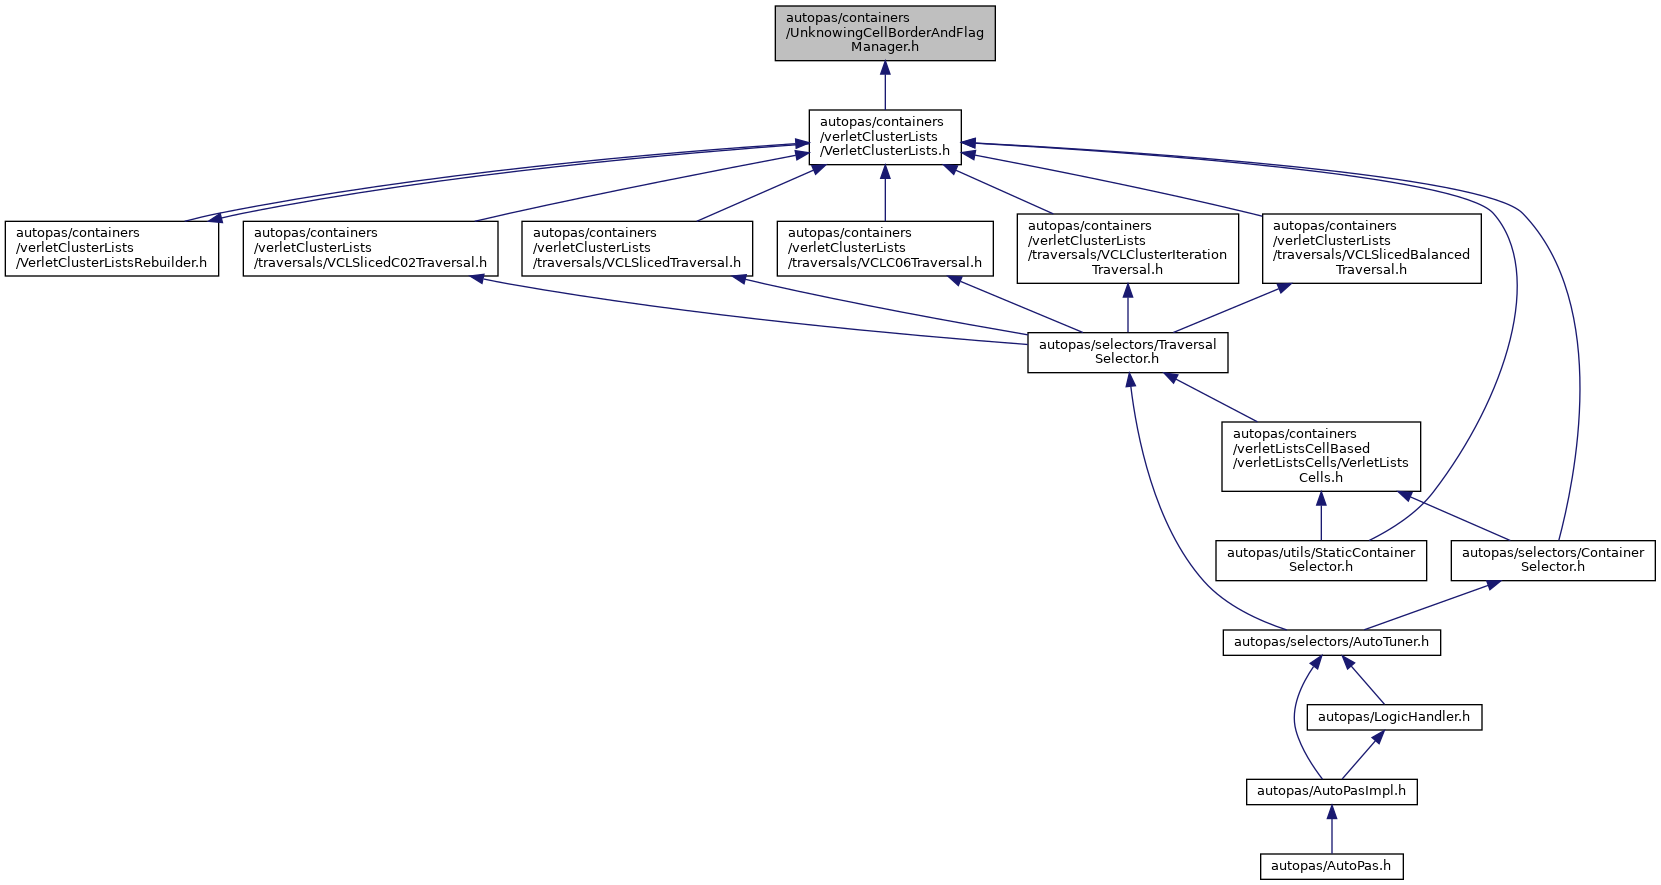 autopas/containers
/UnknowingCellBorderAndFlag
Manager.h
autopas/containers
/verletClusterLists
/VerletClusterLists.h
autopas/containers
/verletClusterLists
/VerletClusterListsRebuilder.h
autopas/containers
/verletClusterLists
/traversals/VCLSlicedC02Traversal.h
autopas/containers
/verletClusterLists
/traversals/VCLSlicedTraversal.h
autopas/containers
/verletClusterLists
/traversals/VCLC06Traversal.h
autopas/containers
/verletClusterLists
/traversals/VCLClusterIteration
Traversal.h
autopas/containers
/verletClusterLists
/traversals/VCLSlicedBalanced
Traversal.h
autopas/selectors/Traversal
Selector.h
autopas/containers
/verletListsCellBased
/verletListsCells/VerletLists
Cells.h
autopas/utils/StaticContainer
Selector.h
autopas/selectors/Container
Selector.h
autopas/selectors/AutoTuner.h
autopas/LogicHandler.h
autopas/AutoPasImpl.h
autopas/AutoPas.h